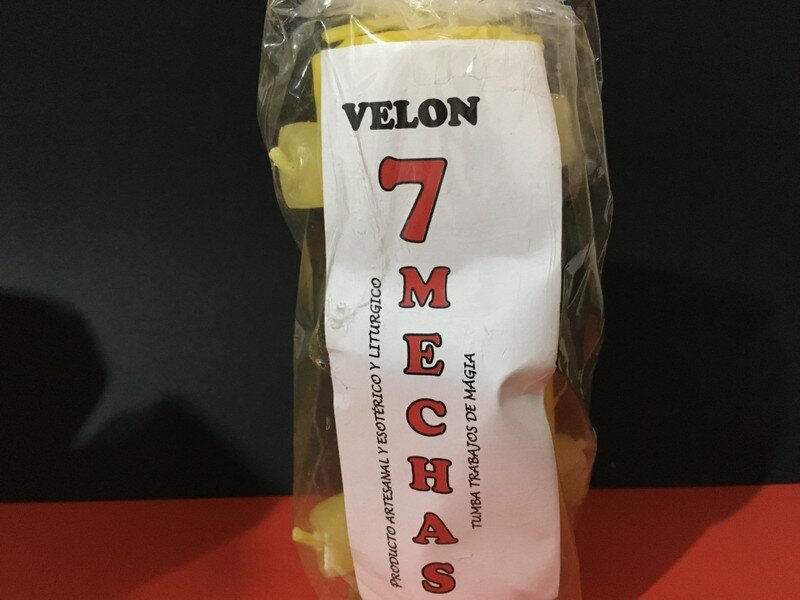 VELON
7
MECHAS
PRODUCTO ARTESANAL Y ESOTÉRICO Y LITURGICO
TUMBA TRABAJOS DE MÁGIA